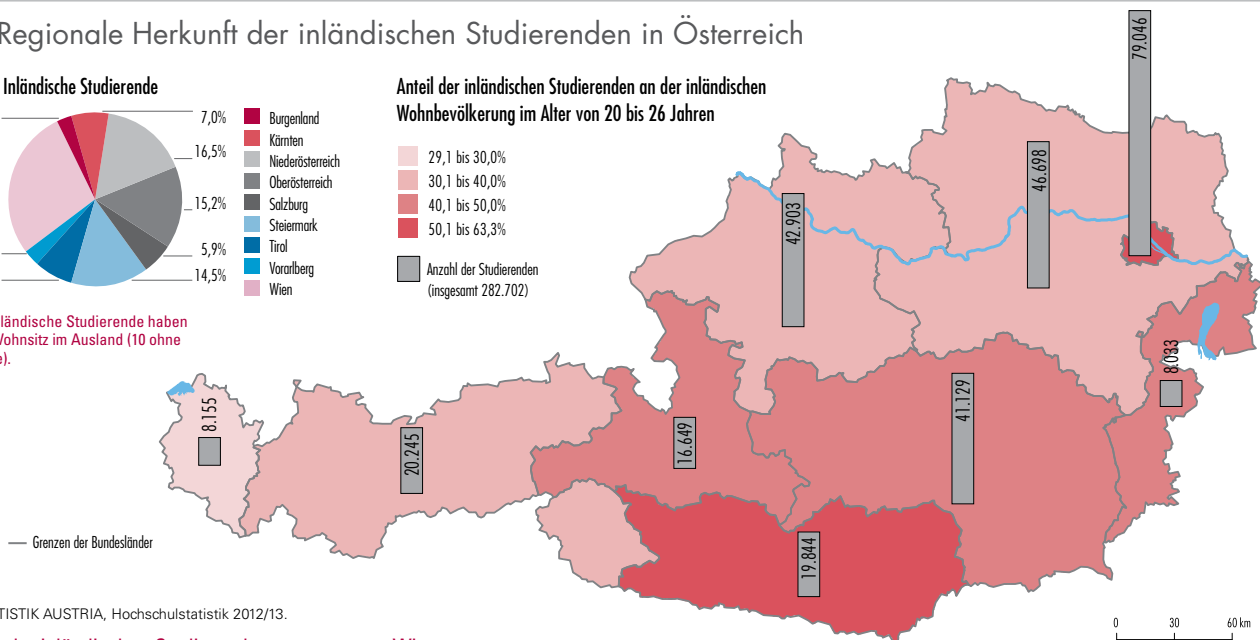 Regionale Herkunft der inländischen Studierenden in Österreich
Inländische Studierende
7,0%
16,5%
15,2%
5,9%
14,5%
Burgenland
Kärnten
Niederösterreich
Oberösterreich
Salzburg
Steiermark
Tirol
Vorarlberg
Wien
Anteil der inländischen Studierenden an der inländischen
Wohnbevölkerung im Alter von 20 bis 26 Jahren
29,1 bis 30,0%
30,1 bis 40,0%
40,1 bis 50,0%
50,1 bis 63,3%
Anzahl der Studierenden
(insgesamt 282.702)
ländische Studierende haben
Wohnsitz im Ausland (10 ohne
e).
79.046
46.698
42.903
8.033
41.129
16.649
20.245
8.155
19.844
Grenzen der Bundesländer
TISTIK AUSTRIA, Hochschulstatistik 2012/13.
0 30 60 km